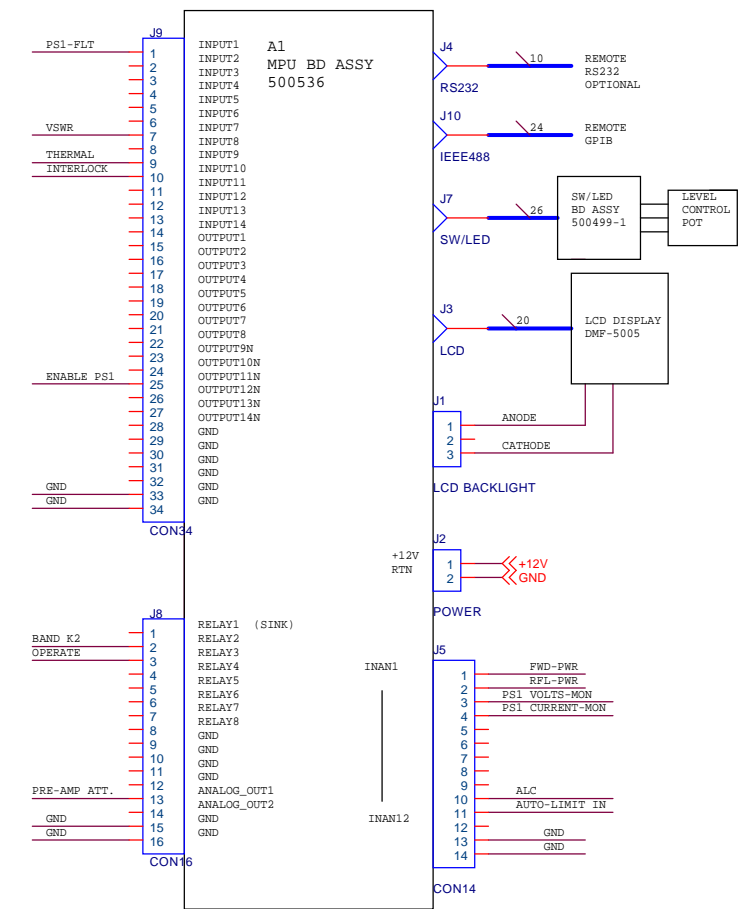 J9
PS1-FLT
1
2
3
4
5
6
VSWR
7
8
THERMAL
9
INTERLOCK
10
11
12
13
14
15
16
17
18
19
20
21
22
23
24
ENABLE PS1
25
26
27
28
29
30
31
32
GND
33
GND
34
CON34
INPUT1
INPUT2
INPUT3
INPUT4
INPUT5
INPUT6
INPUT7
INPUT8
INPUT9
INPUT10
INPUT11
INPUT12
INPUT13
INPUT14
OUTPUT1
OUTPUT2
OUTPUT3
OUTPUT4
OUTPUT5
OUTPUT6
OUTPUT7
OUTPUT8
OUTPUT9N
OUTPUT10N
OUTPUT11N
OUTPUT12N
OUTPUT13N
OUTPUT14N
GND
GND
GND
GND
GND
GND
A1
MPU BD ASSY
500536
J4
RS232
10
REMOTE
RS232
OPTIONAL
J10
IEEE488
24
REMOTE
GPIB
J7
SW/LED
26
SW/LED
BD ASSY
500499-1
LEVEL
CONTROL
POT
J3
LCD
20
LCD DISPLAY
DMF-5005
J1
1
2
3
ANODE
CATHODE
LCD BACKLIGHT
J2
+12V
RTN
1
2
+12V
GND
POWER
J8
1
BAND K2
2
OPERATE
3
4
5
6
7
8
9
10
11
12
PRE-AMP ATT.
13
14
GND
15
GND
16
CON16
RELAY1 (SINK)
RELAY2
RELAY3
RELAY4
RELAY5
RELAY6
RELAY7
RELAY8
GND
GND
GND
GND
ANALOG_OUT1
ANALOG_OUT2
GND
GND
INAN1
INAN12
J5
1
FWD-PWR
2
RFL-PWR
3
PS1 VOLTS-MON
4
PS1 CURRENT-MON
5
6
7
8
9
10
ALC
11
AUTO-LIMIT IN
12
13
GND
14
GND
CON14